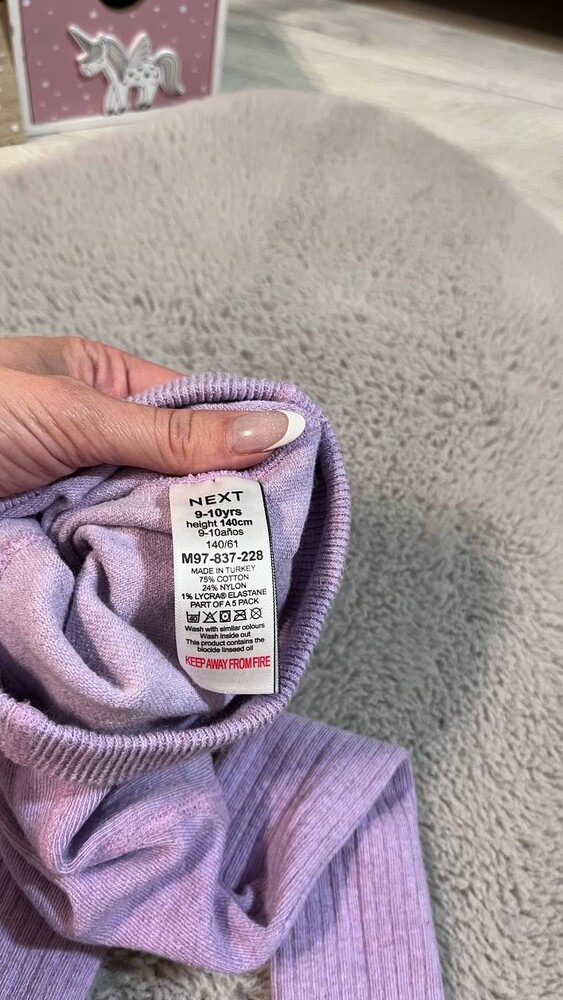 NEXT
9-10yrs
height 140cm
9-10años
140/61
M97-837-228
MADE IN TURKEY
75% COTTON
24% NYLON
1% LYCRA® ELASTANE
PART OF A 5 PACK
Wash with similar colours
Wash inside out
This product contains the
biocide linseed oil
KEEP AWAY FROM FIRE